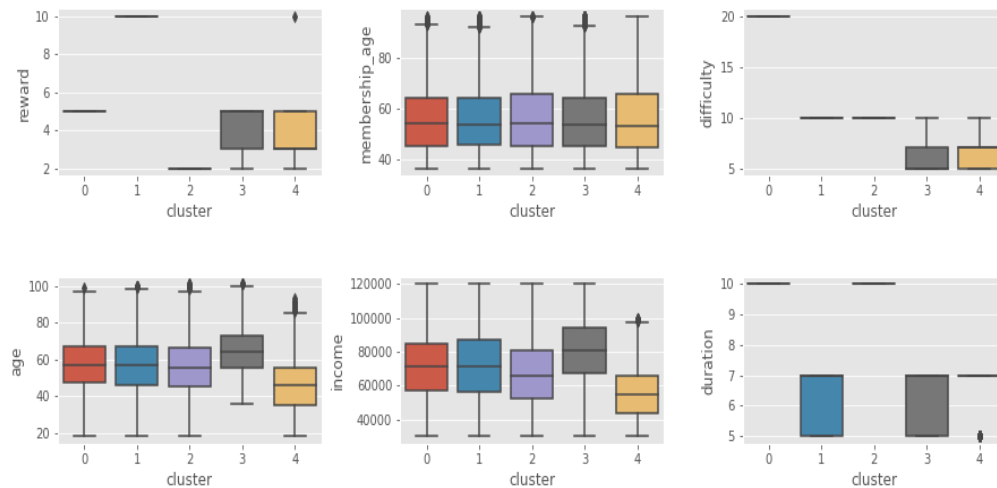 reward
10
8
6
4
2
0 1 2 3 4
cluster
membership_age
80
60
40
0 1 2 3 4
cluster
difficulty
20
15
10
5
0 1 2 3 4
cluster
age
100
80
60
40
20
0 1 2 3 4
cluster
income
120000
100000
80000
60000
40000
0 1 2 3 4
cluster
duration
10
9
8
7
6
5
0 1 2 3 4
cluster